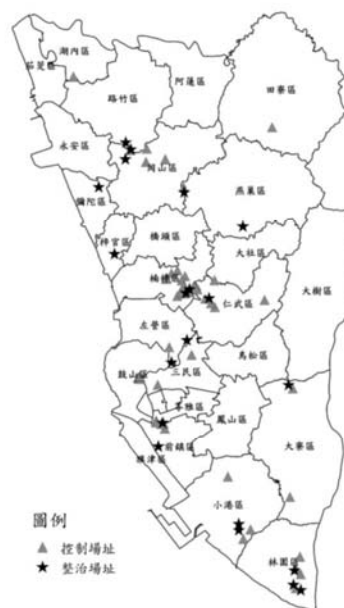 湖內區
茄萣區
阿蓮區
田寮區
路竹區
永安區
岡山區
燕巢區
彌陀區
橋頭區
梓官區
大社區
楠梓區
大樹區
仁武區
左營區
鳥松區
鼓山區
三民區
苓雅區
鳳山區
大寮區
前鎮區
旗津區
小港區
林園區
圖例
控制場址
整治場址